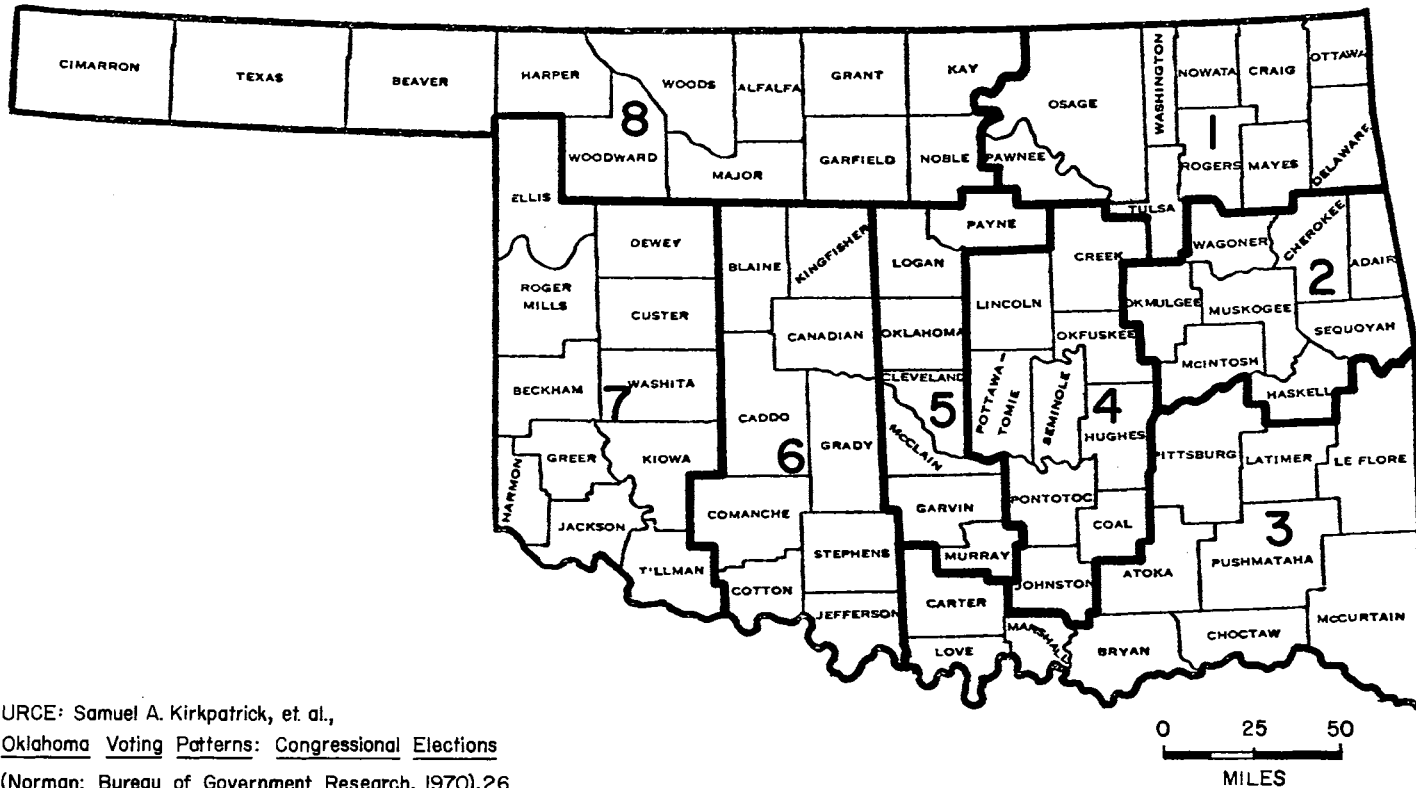 CIMARRON
TEXAS
BEAVER
HARPER
WOODS
ALFALFA
GRANT
KAY
OSAGE
WASHINGTON
NOWATA
CRAIG
OTTAWA
8
WOODWARD
MAJOR
GARFIELD
NOBLE
PAWNEE
1
ROGERS
MAYES
DELAWARE
ELLIS
DEWEY
BLAINE
KINGFISHER
LOGAN
PAYNE
CREEK
TULSA
WAGONER
CHEROKEE
ADAIR
2
ROGER
MILLS
CUSTER
CANADIAN
OKLAHOMA
LINCOLN
OKFUSKEE
OKMULGEE
MUSKOGEE
SEQUOYAH
BECKHAM
7
WASHITA
CADDO
6
GRADY
CLEVELAND
5
MCCLAIN
POTTAWA-
TOMIE
SEMINOLE
4
HUGHES
McINTOSH
HASKELL
HARMON
GREER
KIOWA
COMANCHE
GARVIN
PONTOTOC
COAL
PITTSBURG
LATIMER
LE FLORE
JACKSON
TILLMAN
COTTON
STEPHENS
MURRAY
JOHNSTON
ATOKA
3
PUSHMATAHA
JEFFERSON
CARTER
LOVE
MARSHALL
BRYAN
CHOCTAW
McCURTAIN
URCE: Samuel A. Kirkpatrick, et. al.,
Oklahoma Voting Patterns: Congressional Elections
(Norman: Bureau of Government Research, 1970),26
0 25 50
MILES